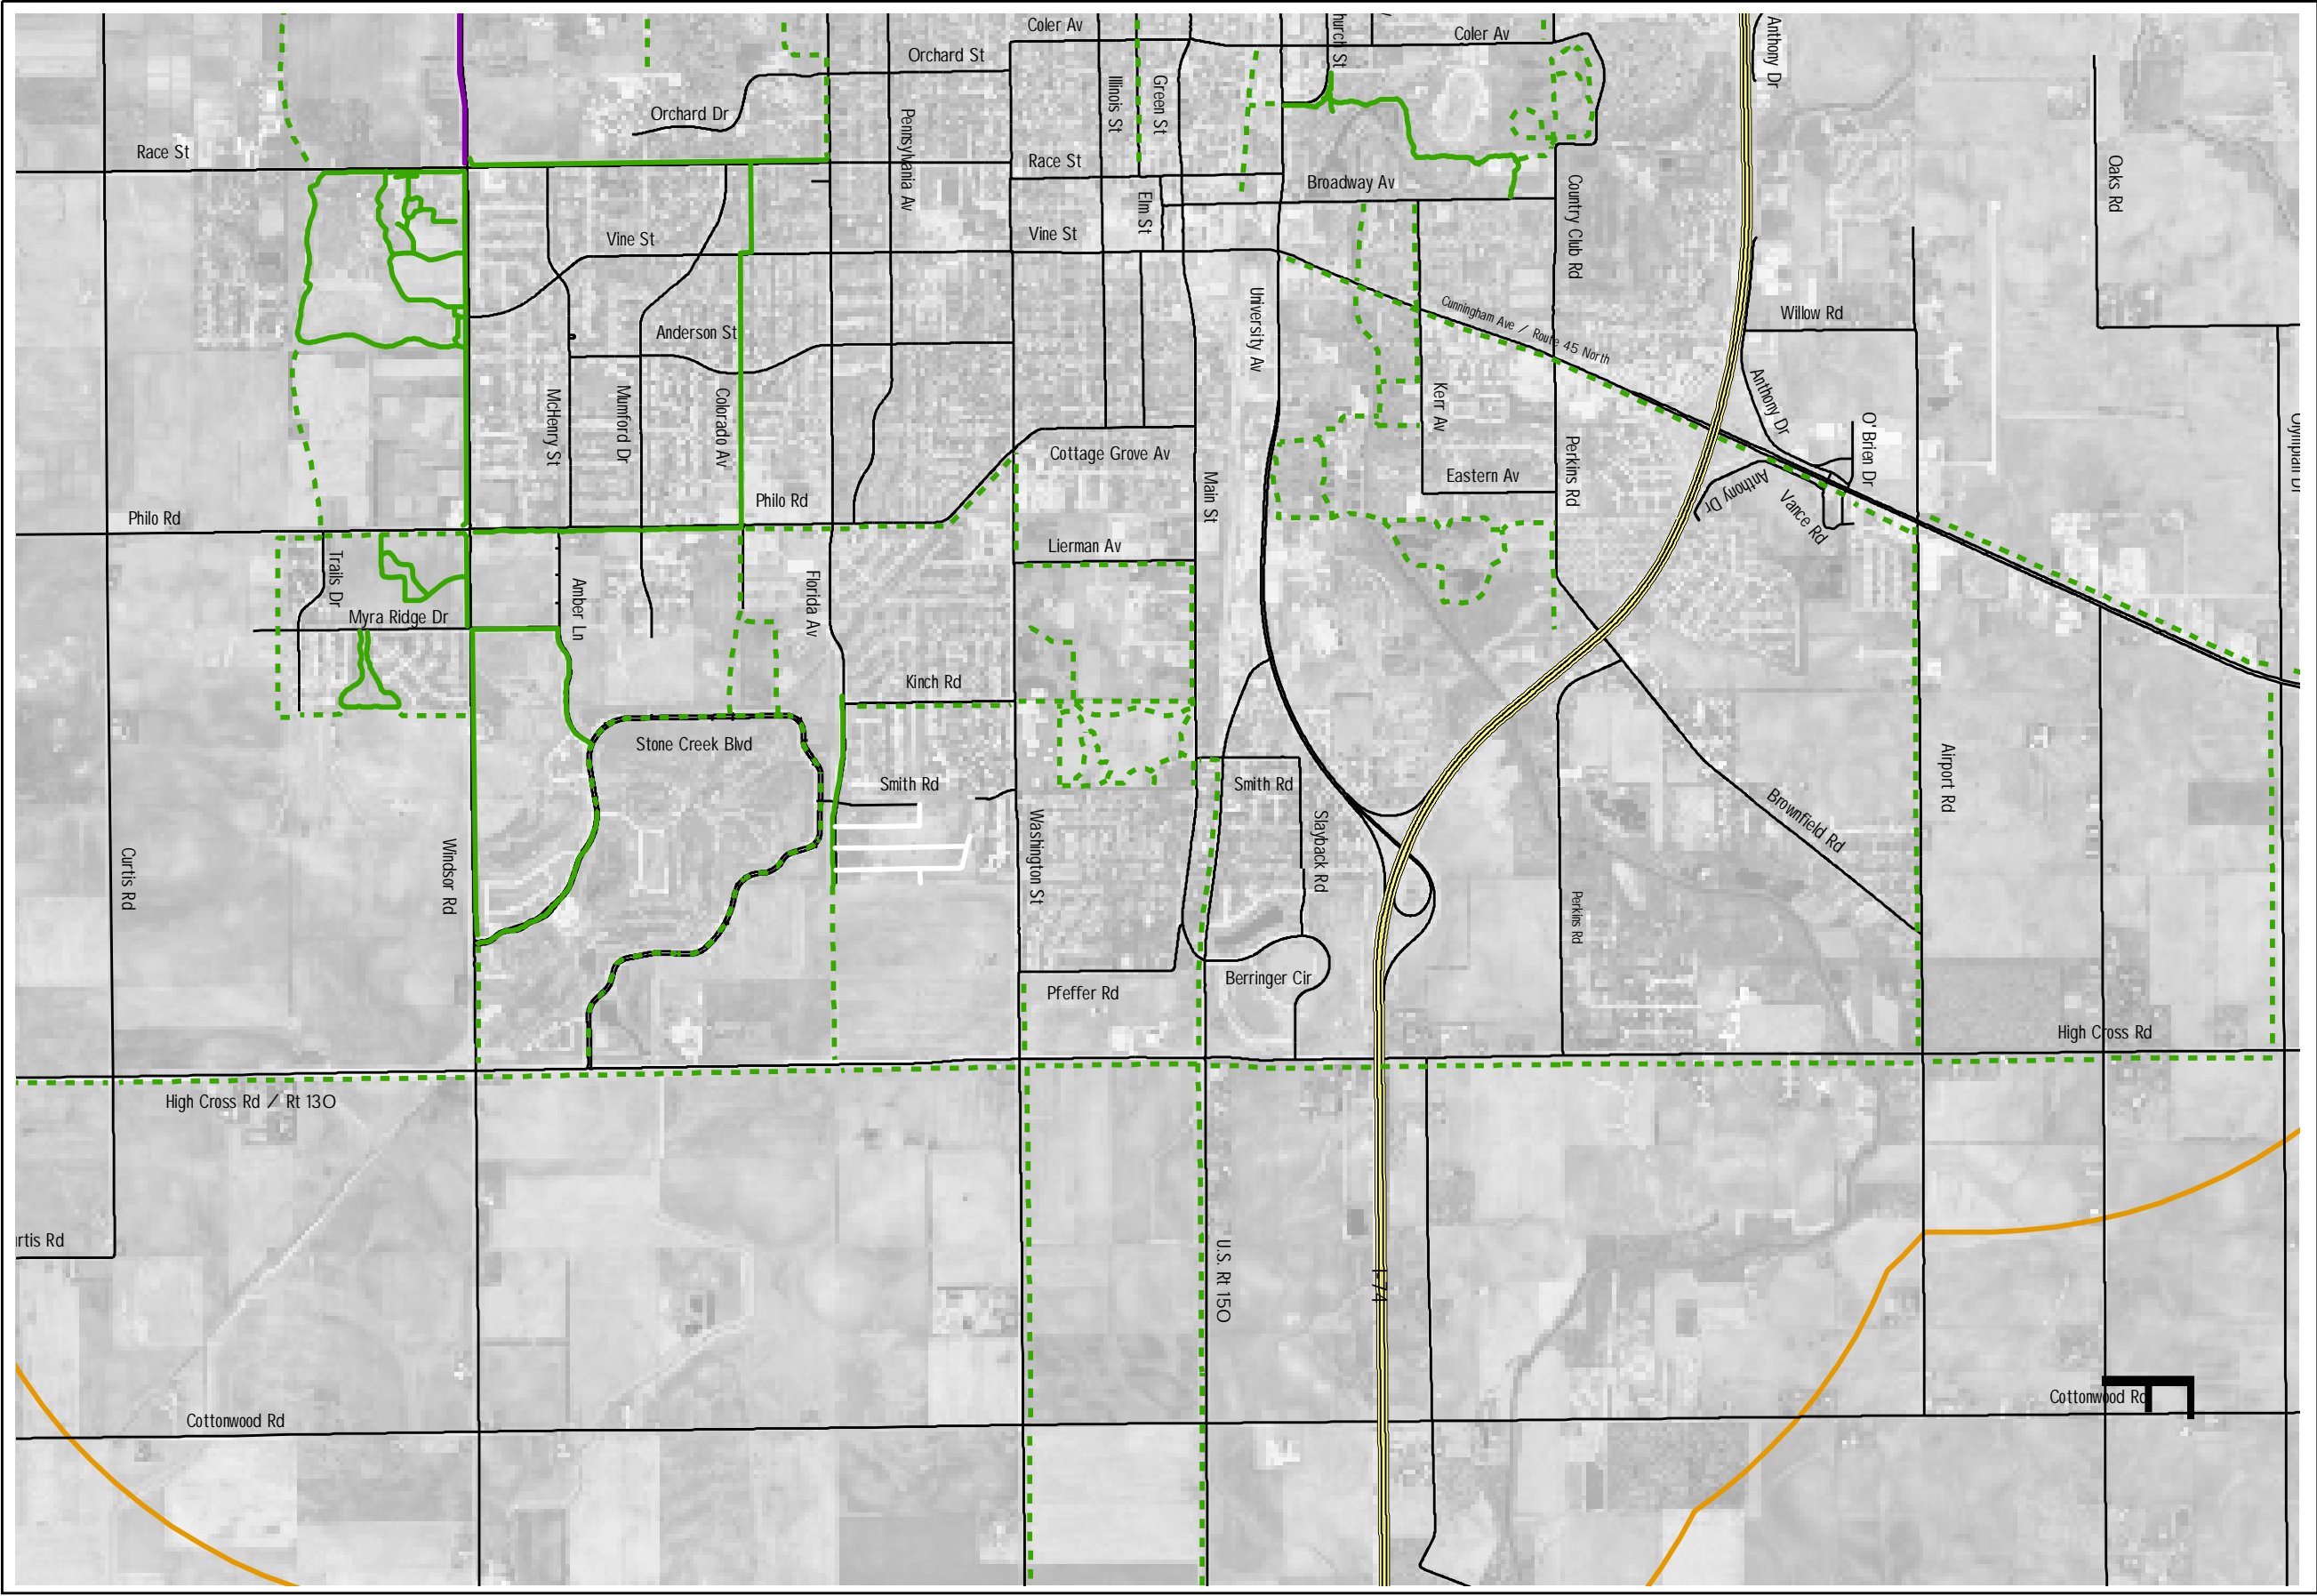 Coler Av
Church St
Coler Av
Anthony Dr
Orchard St
Orchard Dr
Illinois St
Green St
Pennsylvania Av
Race St
Race St
Broadway Av
Country Club Rd
Oaks Rd
Elm St
Vine St
Vine St
University Av
Cunningham Ave / Route 45 North
Willow Rd
Anderson St
McHenry St
Mumford Dr
Colorado Av
Kerr Av
Anthony Dr
O' Brien Dr
Olympian Dr
Cottage Grove Av
Main St
Eastern Av
Perkins Rd
Anthony Dr
Vance Rd
Philo Rd
Philo Rd
Lierman Av
Trails Dr
Amber Ln
Florida Av
Myra Ridge Dr
Kinch Rd
Stone Creek Blvd
Smith Rd
Smith Rd
Airport Rd
Brownfield Rd
Curtis Rd
Windsor Rd
Washington St
Slayback Rd
Perkins Rd
Berringer Cir
Pfeffer Rd
High Cross Rd
High Cross Rd / Rt 130
urtis Rd
U.S. Rt 150
I-74
Cottonwood Rd
Cottonwood Rd